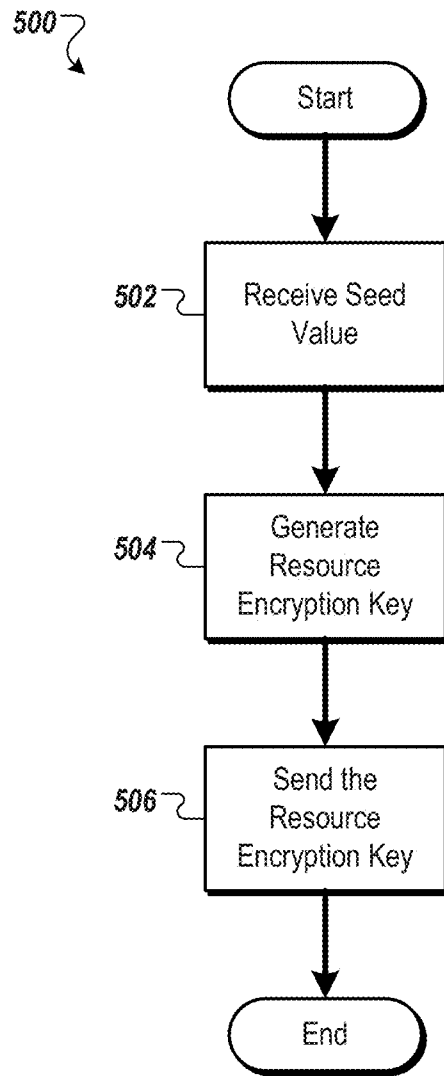 500
Start
502
Receive Seed
Value
504
Generate
Resource
Encryption Key
506
Send the
Resource
Encryption Key
End